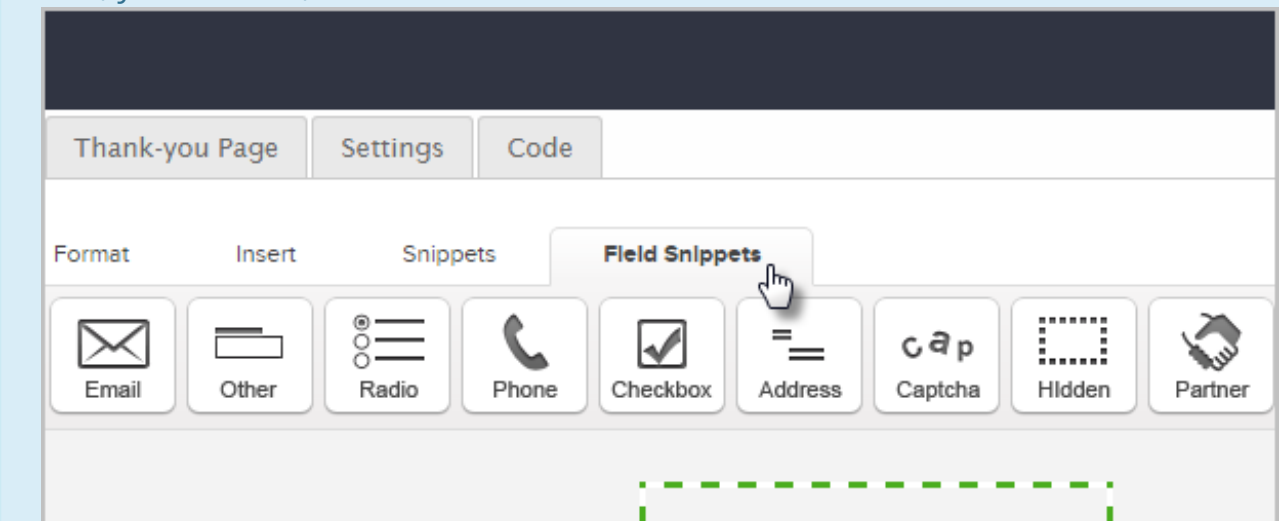 Thank-you Page Settings Code
Format Insert Snippets Field Snippets
cap
Email Other Radio Phone Checkbox Address Captcha Hidden Partner